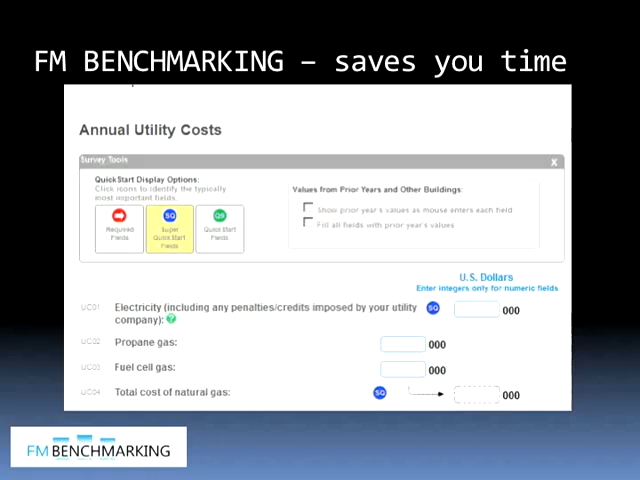 FM BENCHMARKING – saves you time
Annual Utility Costs
Survey Tools
X
QuickStart Display Options:
Click icons to identify the typically
most important fields.
Required
Fields
SQ
Super
QuickStart
Fields
QS
Quick Start
Fields
Values from Prior Years and Other Buildings:
Show prior year's values as mouse enters each field
Fill all fields with prior year's values
U.S. Dollars
Enter integers only for numeric fields
UC01 Electricity (including any penalties/credits imposed by your utility SQ 000
company): ?
UC02 Propane gas: 000
UC03 Fuel cell gas: 000
UC04 Total cost of natural gas: SQ 000
FM BENCHMARKING